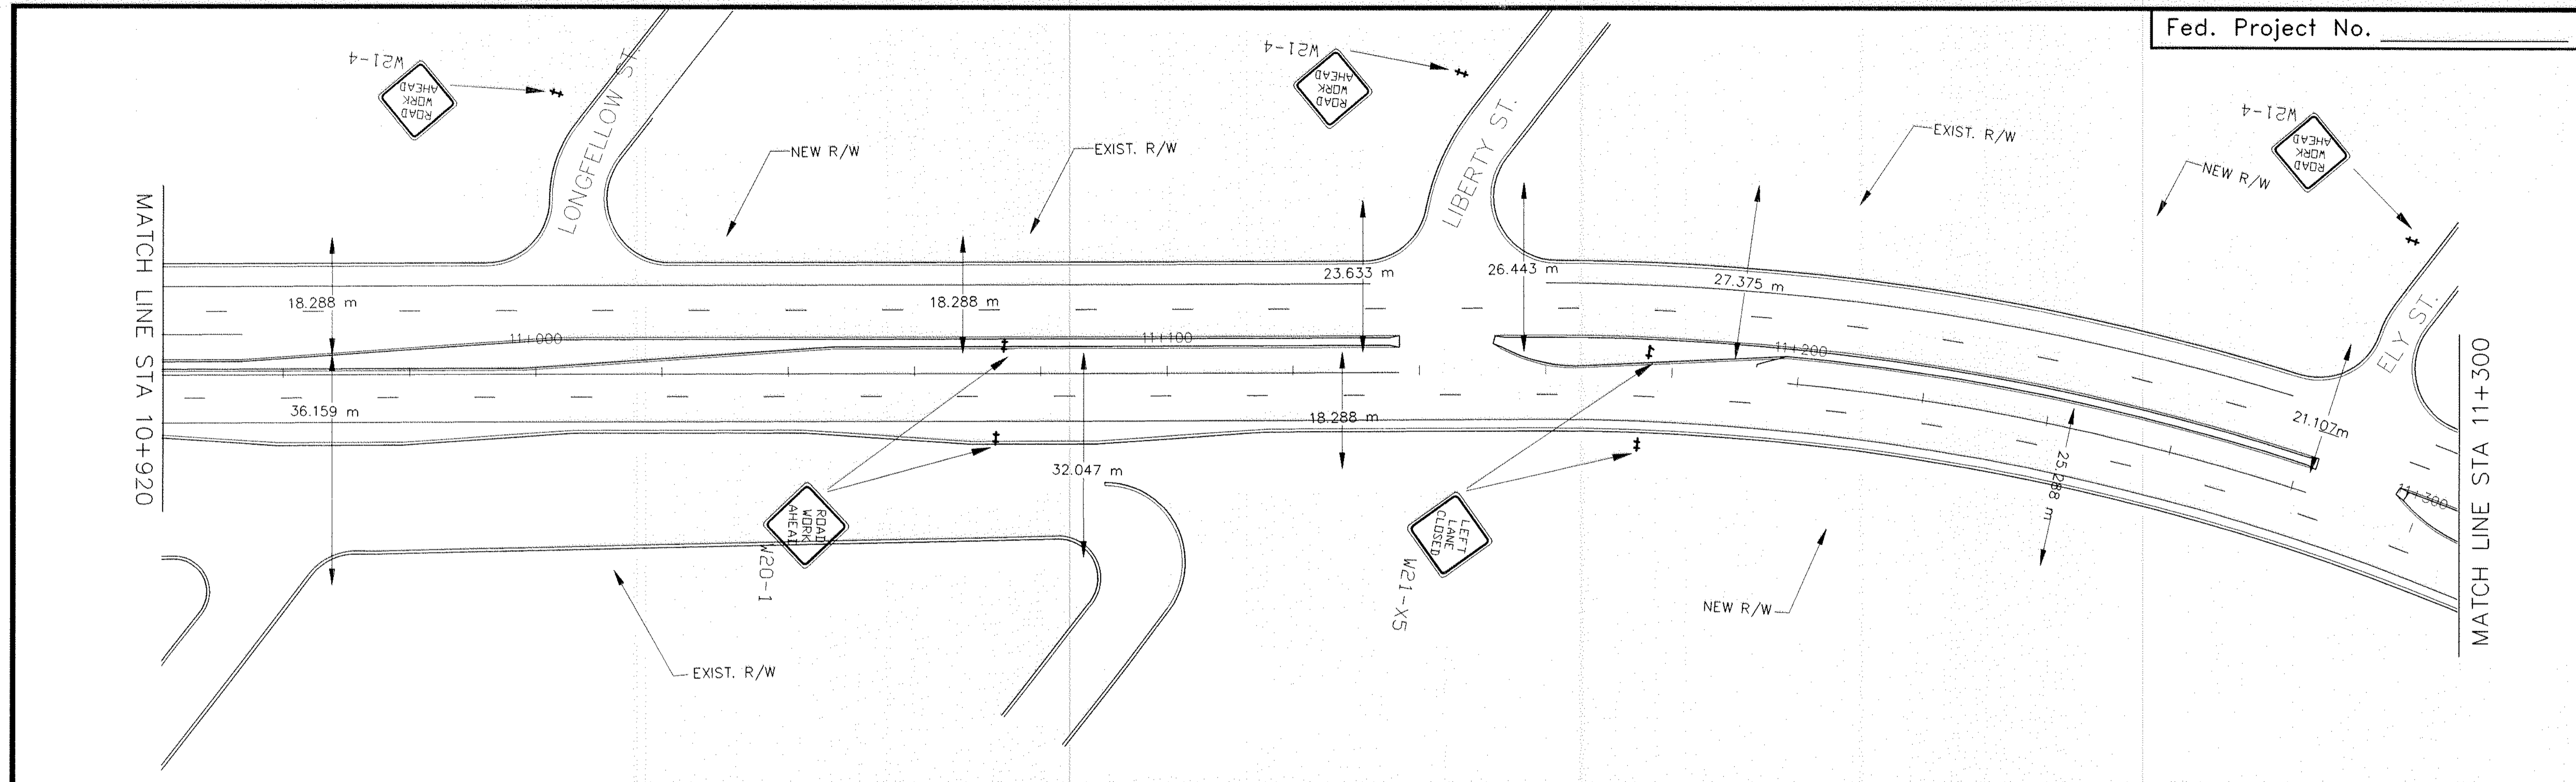 Fed. Project No.
W21-4
ROAD
WORK
AHEAD
LONGFELLOW ST.
NEW R/W
EXIST. R/W
W21-4
ROAD
WORK
AHEAD
LIBERTY ST.
EXIST. R/W
NEW R/W
W21-4
ROAD
WORK
AHEAD
ELY ST.
MATCH LINE STA 10+920
18.288 m
18.288 m
23.633 m
26.443 m
27.375 m
11+000
11+100
11+200
11+300
36.159 m
32.047 m
18.288 m
21.107m
25.288 m
ROAD
WORK
AHEAD
W20-1
LEFT
LANE
CLOSED
W21-X5
NEW R/W
EXIST. R/W
MATCH LINE STA 11+300